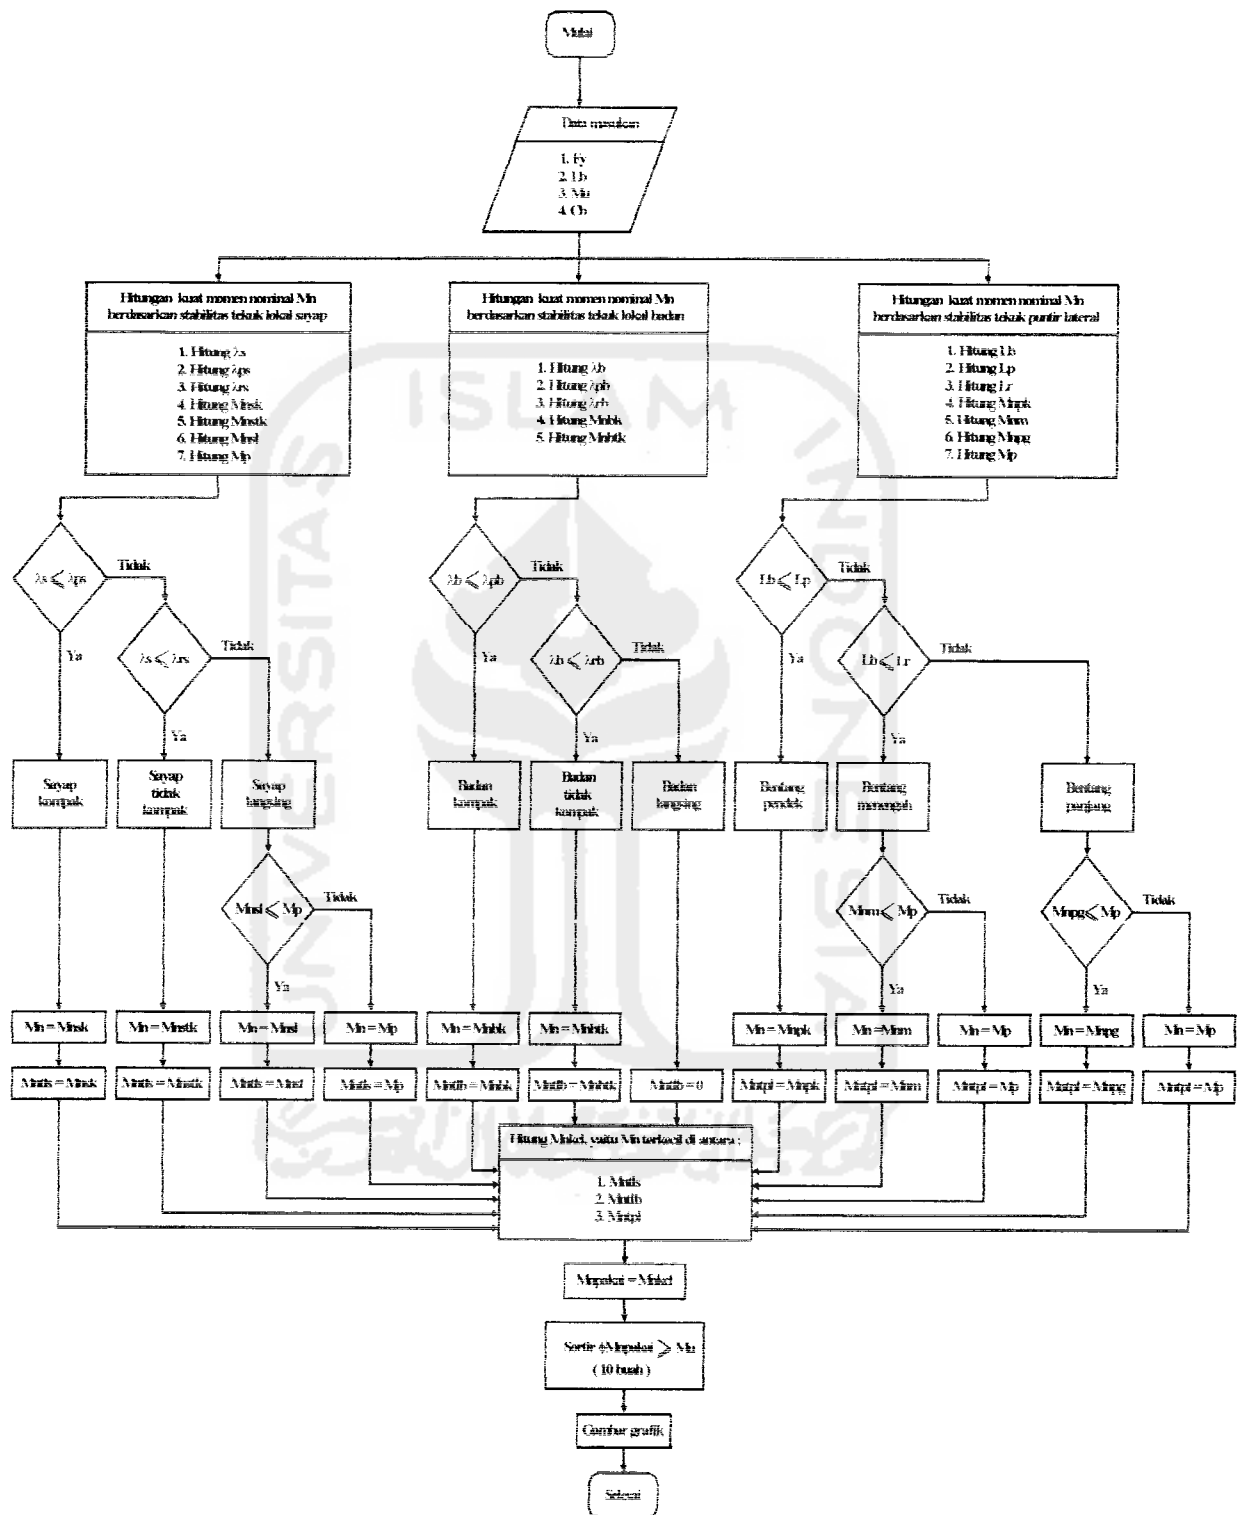 Mulai
Data masukan
1. Fy
2. Lb
3. Mu
4. Cb
Hitungan kuat momen nominal Mn
berdasarkan stabilitas tekuk lokal sayap
1. Hitung λs
2. Hitung λps
3. Hitung λrs
4. Hitung Mnsk
5. Hitung Mnstk
6. Hitung Mnsl
7. Hitung Mp
Hitungan kuat momen nominal Mn
berdasarkan stabilitas tekuk lokal badan
1. Hitung λb
2. Hitung λpb
3. Hitung λrb
4. Hitung Mnbk
5. Hitung Mnbtk
Hitungan kuat momen nominal Mn
berdasarkan stabilitas tekuk puntir lateral
1. Hitung Lb
2. Hitung Lp
3. Hitung Lr
4. Hitung Mnpk
5. Hitung Mnm
6. Hitung Mnpg
7. Hitung Mp
λs ⩽ λps
Tidak
Ya
λs ⩽ λrs
Tidak
Ya
λb ⩽ λpb
Tidak
Ya
λb ⩽ λrb
Tidak
Ya
Lb ⩽ Lp
Tidak
Ya
Lb ⩽ Lr
Tidak
Ya
Sayap
kompak
Sayap
tidak
kompak
Sayap
langsing
Badan
kompak
Badan
tidak
kompak
Badan
langsing
Bentang
pendek
Bentang
menengah
Bentang
panjang
Mnsl ⩽ Mp
Tidak
Ya
Mnm ⩽ Mp
Tidak
Ya
Mnpg ⩽ Mp
Tidak
Ya
Mn = Mnsk
Mn = Mnstk
Mn = Mnsl
Mn = Mp
Mn = Mnbk
Mn = Mnbtk
Mn = Mnpk
Mn =Mnm
Mn = Mp
Mn = Mnpg
Mn = Mp
Mntls = Mnsk
Mntls = Mnstk
Mntls = Mnsl
Mntls = Mp
Mntlb = Mnbk
Mntlb = Mnbtk
Mntlb = 0
Mntpl = Mnpk
Mntpl = Mnm
Mntpl = Mp
Mntpl = Mnpg
Mntpl = Mp
Hitung Mnkcl, yaitu Mn terkecil di antara :
1. Mntls
2. Mntlb
3. Mntpl
Mnpakai = Mnkcl
Sortir ϕMnpakai ⩾ Mu
( 10 buah )
Gambar grafik
Selesai
UNIVERSITAS
ISLAM
INDONESIA